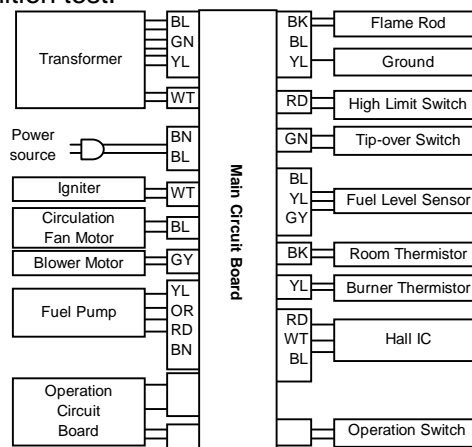 nition test.
Transformer
BL
GN
YL
WT
Power
source
BN
BL
Igniter
WT
Circulation
Fan Motor
BL
Blower Motor
GY
Fuel Pump
YL
OR
RD
BN
Operation
Circuit
Board
Main Circuit Board
BK
BL
YL
Flame Rod
Ground
RD
High Limit Switch
GN
Tip-over Switch
BL
YL
GY
Fuel Level Sensor
BK
Room Thermistor
YL
Burner Thermistor
RD
WT
BL
Hall IC
Operation Switch